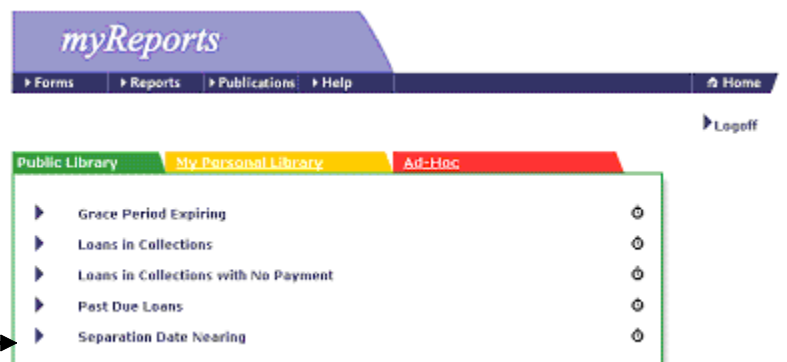 myReports
Forms Reports Publications Help Home
Logoff
Public Library My Personal Library Ad-Hoc
Grace Period Expiring
Loans in Collections
Loans in Collections with No Payment
Past Due Loans
Separation Date Nearing